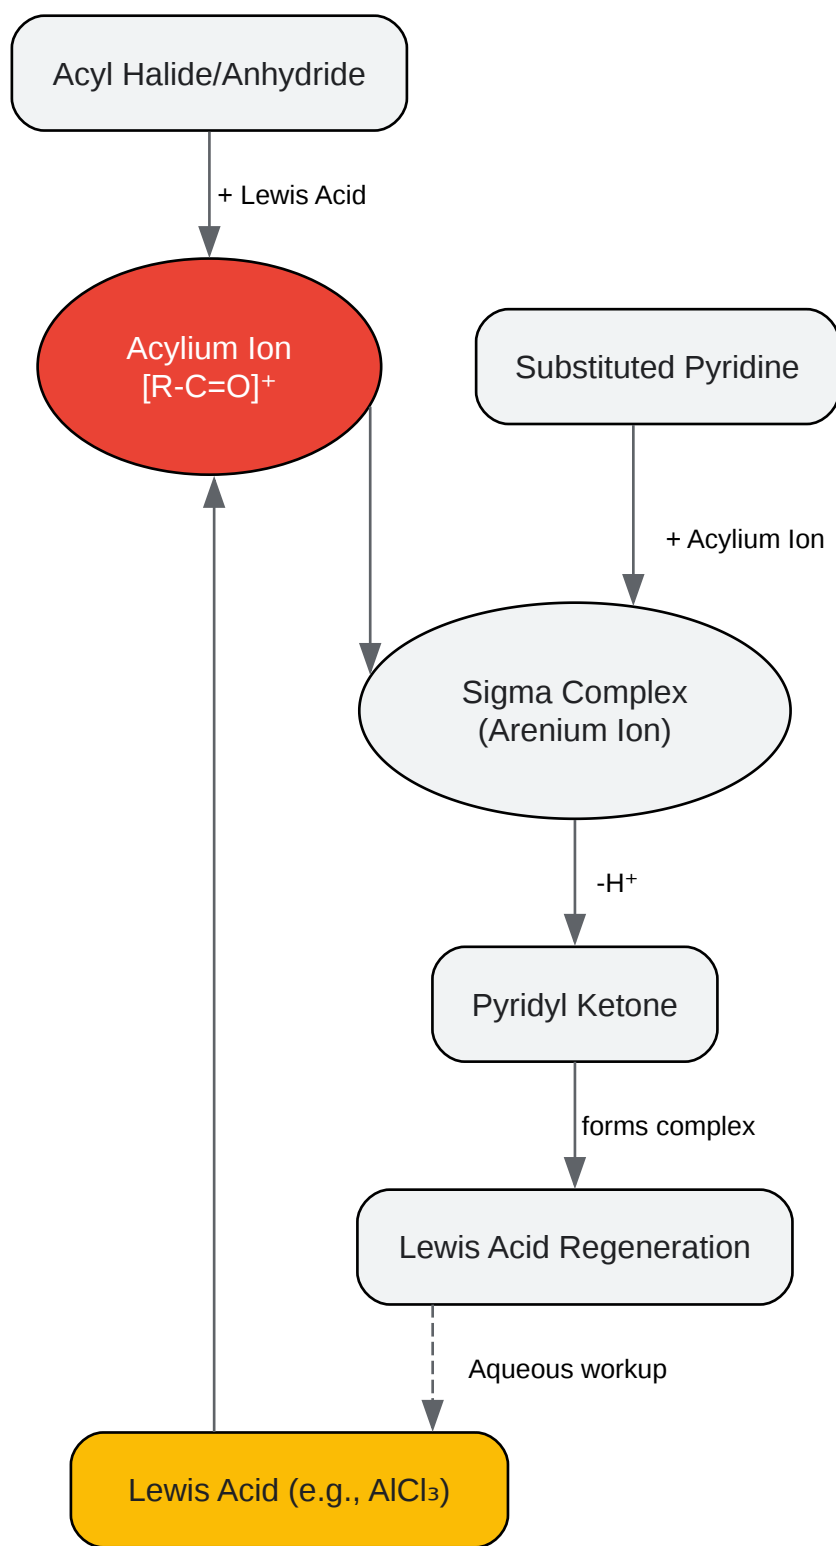 Acyl Halide/Anhydride
+ Lewis Acid
Acylium Ion
[R-C=O]⁺
Substituted Pyridine
+ Acylium Ion
Sigma Complex
(Arenium Ion)
-H⁺
Pyridyl Ketone
forms complex
Lewis Acid Regeneration
Aqueous workup
Lewis Acid (e.g., AlCl₃)